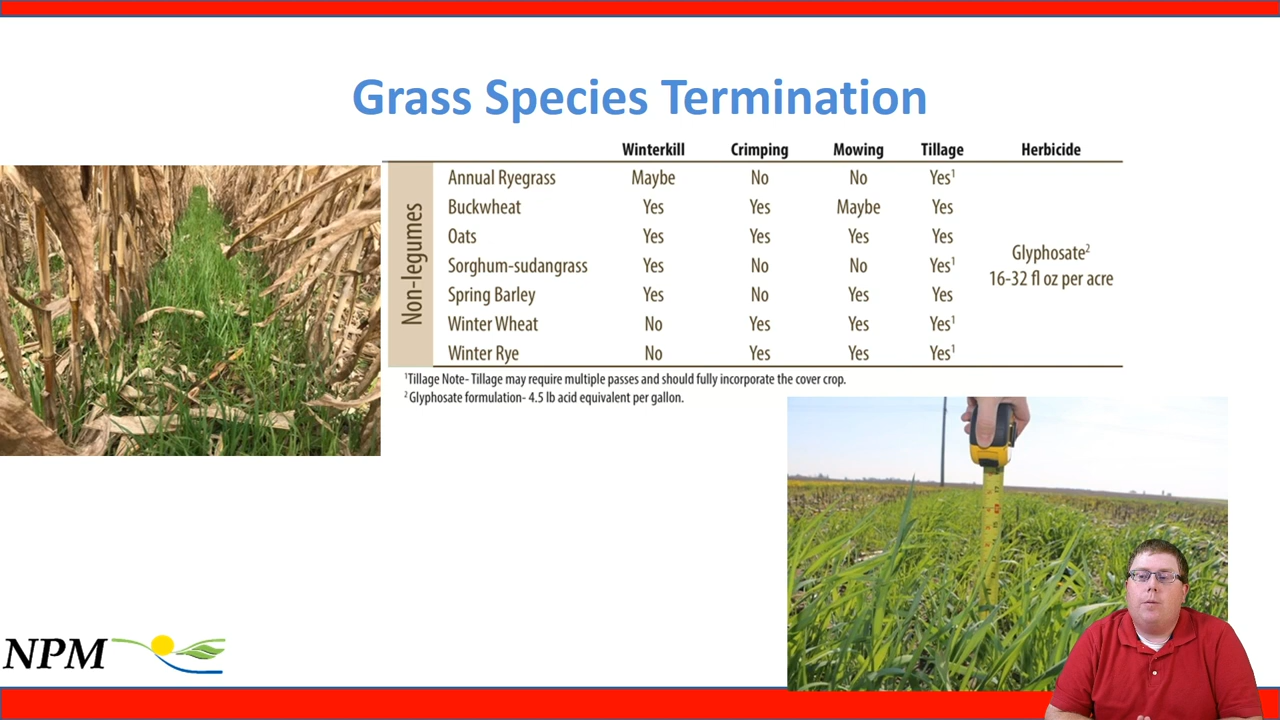 Grass Species Termination
Winterkill Crimping Mowing Tillage Herbicide
Non-legumes
Annual Ryegrass Maybe No No Yes¹
Buckwheat Yes Yes Maybe Yes
Oats Yes Yes Yes Yes
Sorghum-sudangrass Yes No No Yes¹
Spring Barley Yes No Yes Yes
Winter Wheat No Yes Yes Yes¹
Winter Rye No Yes Yes Yes¹
Glyphosate²
16-32 fl oz per acre
¹Tillage Note- Tillage may require multiple passes and should fully incorporate the cover crop.
²Glyphosate formulation- 4.5 lb acid equivalent per gallon.
NPM